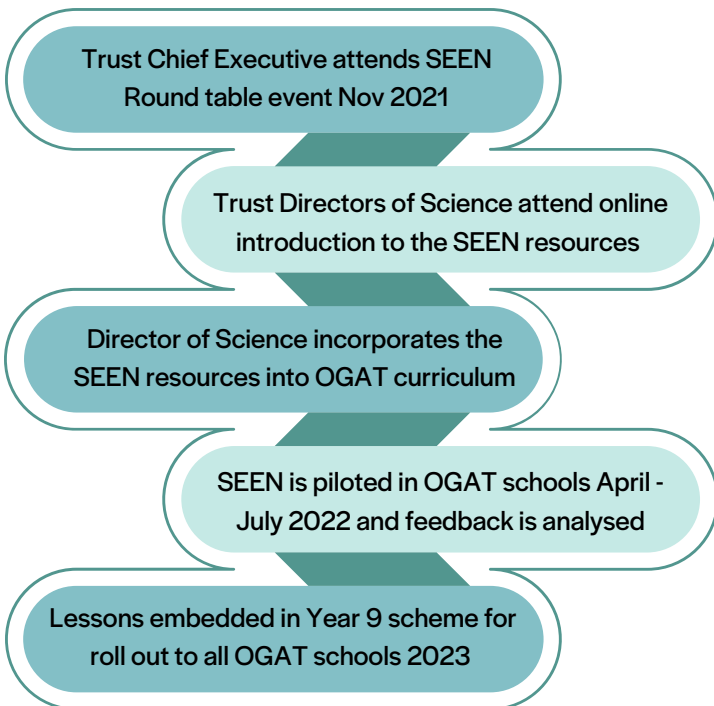 Trust Chief Executive attends SEEN
Round table event Nov 2021
Trust Directors of Science attend online
introduction to the SEEN resources
Director of Science incorporates the
SEEN resources into OGAT curriculum
SEEN is piloted in OGAT schools April -
July 2022 and feedback is analysed
Lessons embedded in Year 9 scheme for
roll out to all OGAT schools 2023